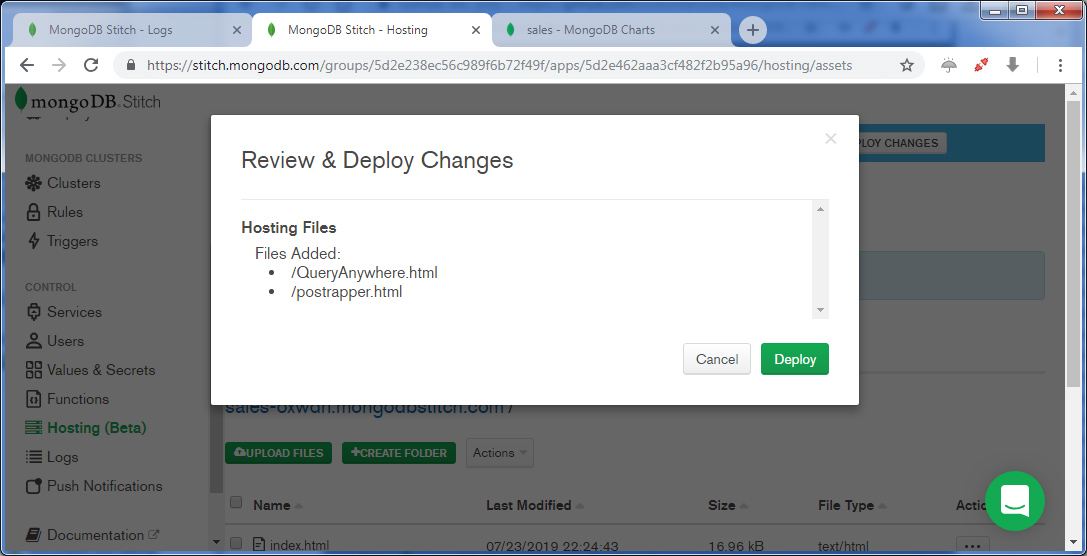 MongoDB Stitch - Logs
MongoDB Stitch - Hosting
sales - MongoDB Charts
https://stitch.mongodb.com/groups/5d2e238ec56c989f6b72f49f/apps/5d2e462aaa3cf482f2b95a96/hosting/assets
mongoDB Stitch
MONGODB CLUSTERS
Clusters
Rules
Triggers
CONTROL
Services
Users
Values & Secrets
Functions
Hosting (Beta)
Logs
Push Notifications
Documentation
PLOY CHANGES
Review & Deploy Changes
Hosting Files
Files Added:
• /QueryAnywhere.html
• /postrapper.html
Cancel
Deploy
UPLOAD FILES
CREATE FOLDER
Actions
Name Last Modified Size File Type Actio
index.html 07/23/2019 22:24:43 16.96 kB text/html